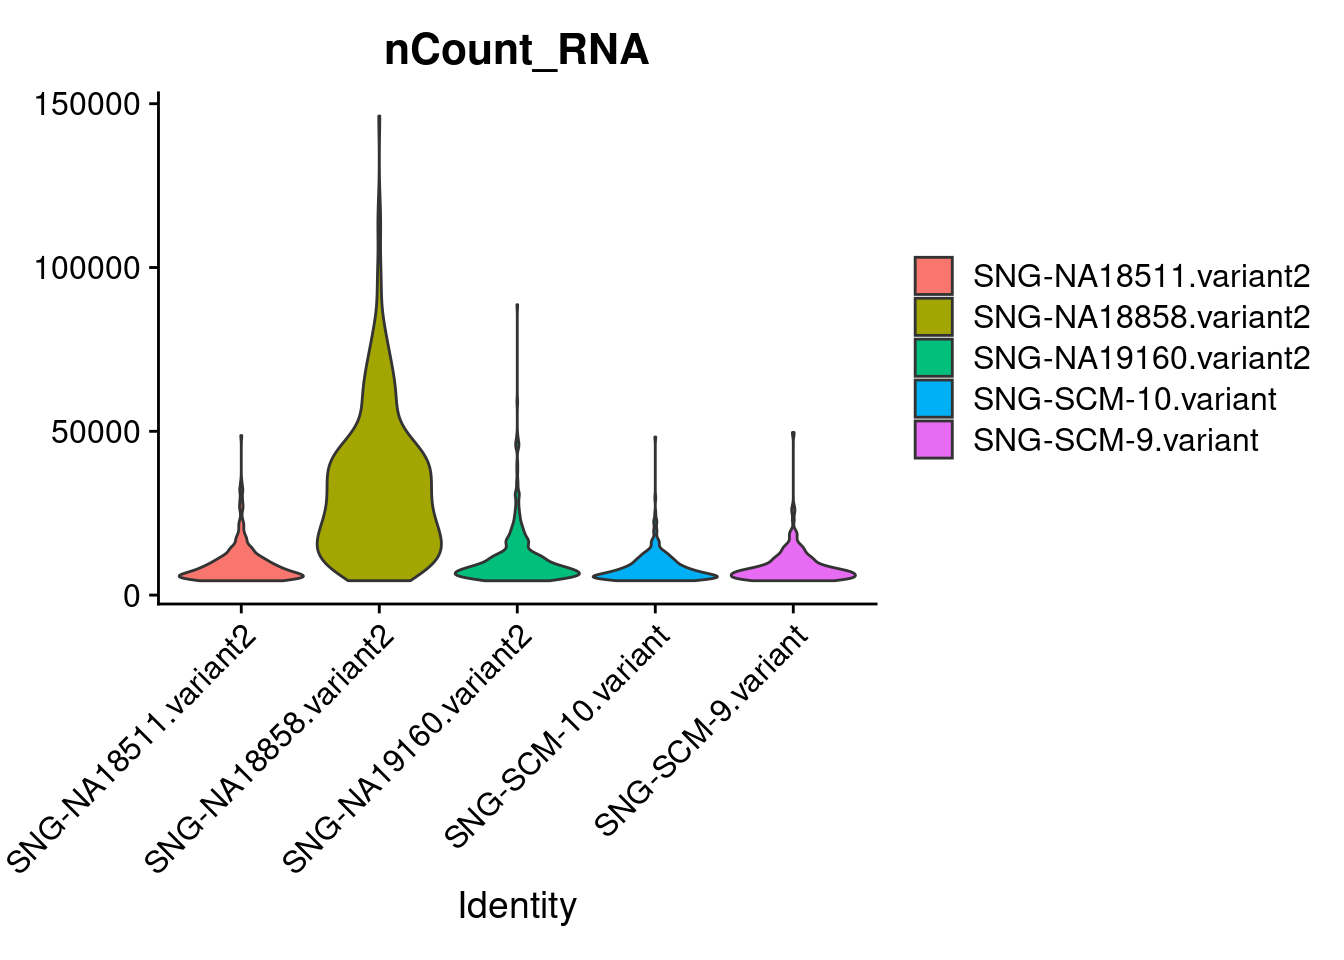 nCount_RNA
150000
100000
50000
0
SNG-NA18511.variant2
SNG-NA18858.variant2
SNG-NA19160.variant2
SNG-SCM-10.variant
SNG-SCM-9.variant
Identity
SNG-NA18511.variant2
SNG-NA18858.variant2
SNG-NA19160.variant2
SNG-SCM-10.variant
SNG-SCM-9.variant